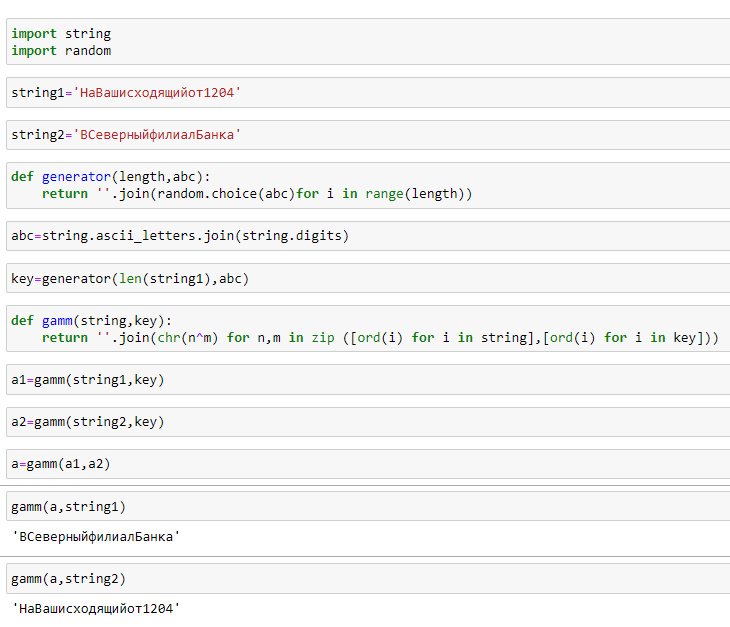 import string
import random
string1='НаВашисходящийот1204'
string2='ВСеверныйфилиалБанка'
def generator(length,abc):
    return ''.join(random.choice(abc)for i in range(length))
abc=string.ascii_letters.join(string.digits)
key=generator(len(string1),abc)
def gamm(string,key):
    return ''.join(chr(n^m) for n,m in zip ([ord(i) for i in string],[ord(i) for i in key]))
a1=gamm(string1,key)
a2=gamm(string2,key)
a=gamm(a1,a2)
gamm(a,string1)
'ВСеверныйфилиалБанка'
gamm(a,string2)
'НаВашисходящийот1204'